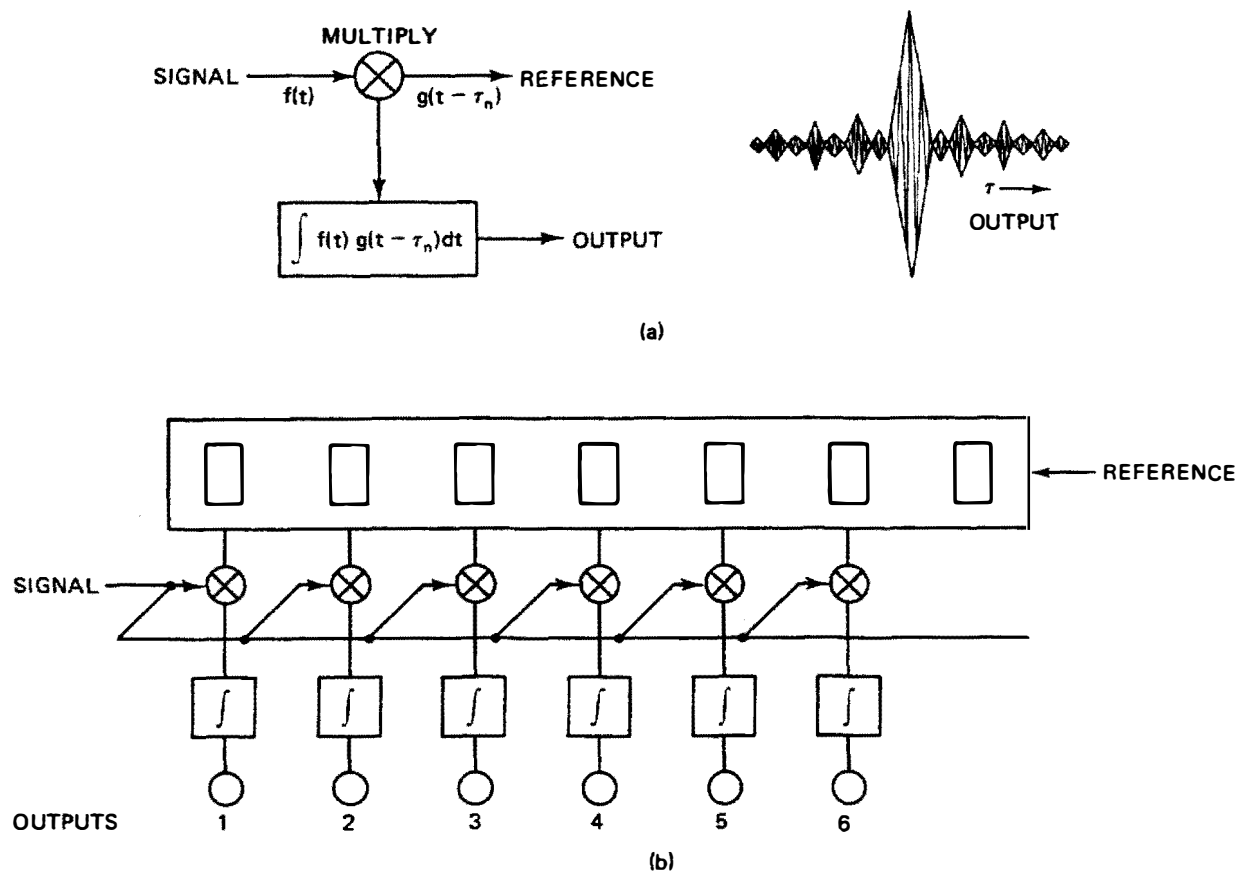 MULTIPLY
SIGNAL f(t) g(t − τₙ) REFERENCE
∫ f(t) g(t − τₙ)dt OUTPUT
τ
OUTPUT
(a)
REFERENCE
SIGNAL
∫ ∫ ∫ ∫ ∫ ∫
OUTPUTS 1 2 3 4 5 6
(b)